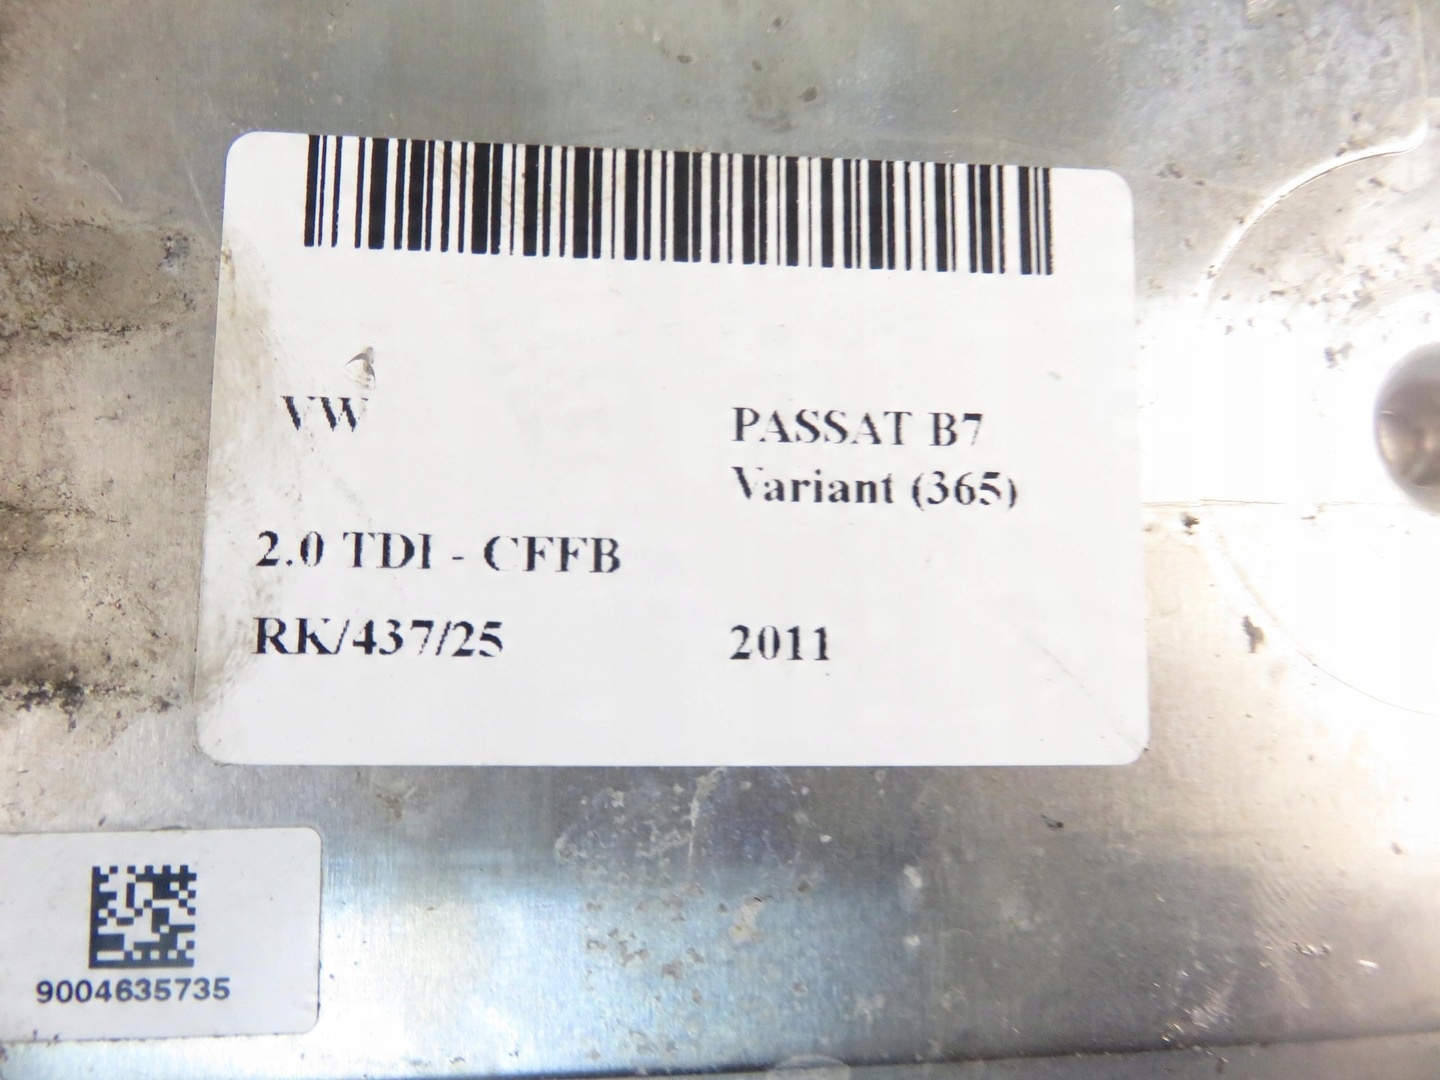 VW
PASSAT B7
Variant (365)
2.0 TDI - CFFB
RK/437/25
2011
9004635735